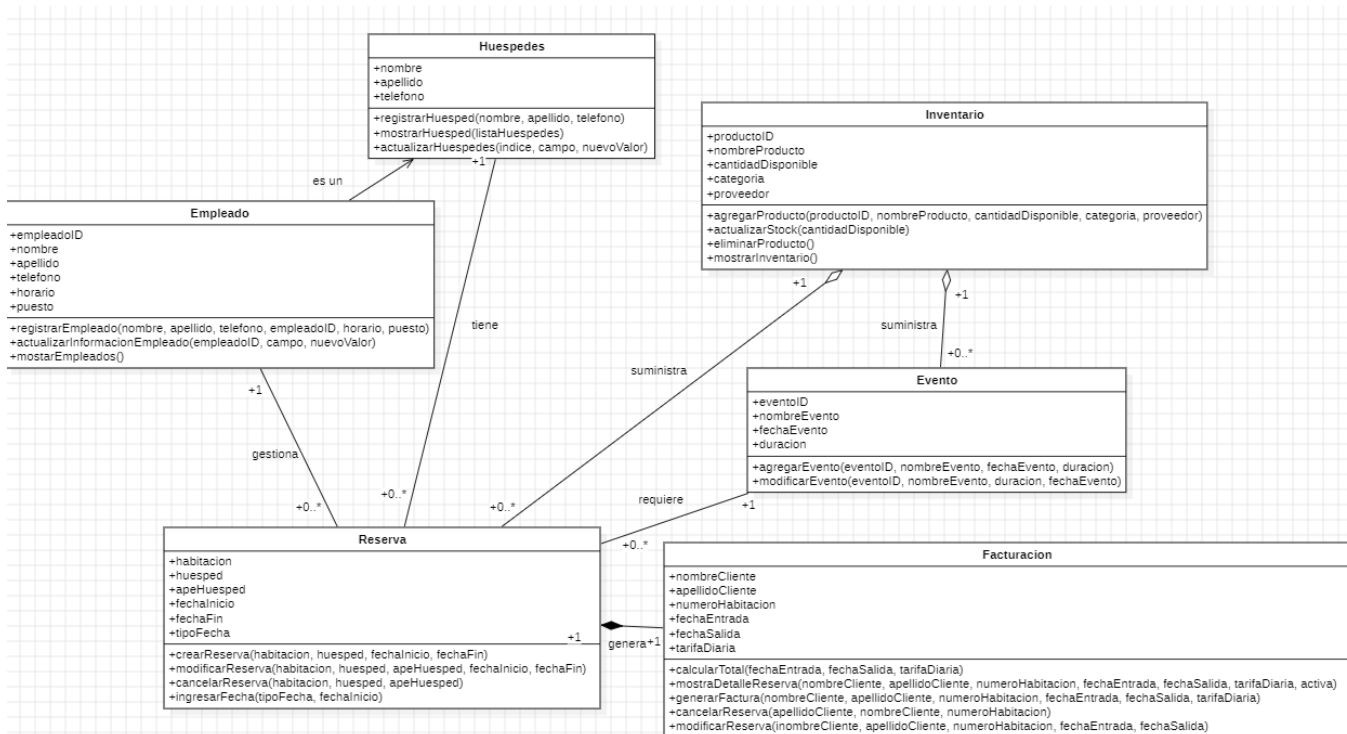 Huespedes
+nombre
+apellido
+telefono
+registrarHuesped(nombre, apellido, telefono)
+mostrarHuesped(listaHuespedes)
+actualizarHuespedes(indice, campo, nuevoValor)
+1
es un
Inventario
+productoID
+nombreProducto
+cantidadDisponible
+categoria
+proveedor
+agregarProducto(productoID, nombreProducto, cantidadDisponible, categoria, proveedor)
+actualizarStock(cantidadDisponible)
+eliminarProducto()
+mostrarInventario()
Empleado
+empleadoID
+nombre
+apellido
+telefono
+horario
+puesto
+registrarEmpleado(nombre, apellido, telefono, empleadoID, horario, puesto)
+actualizarInformacionEmpleado(empleadoID, campo, nuevoValor)
+mostarEmpleados()
+1
gestiona
+0..*
tiene
+0..*
+1
suministra
+0..*
+1
suministra
+0..*
Evento
+eventoID
+nombreEvento
+fechaEvento
+duracion
+agregarEvento(eventoID, nombreEvento, fechaEvento, duracion)
+modificarEvento(eventoID, nombreEvento, duracion, fechaEvento)
+1
requiere
+0..*
Reserva
+habitacion
+huesped
+apeHuesped
+fechaInicio
+fechaFin
+tipoFecha
+crearReserva(habitacion, huesped, fechaInicio, fechaFin)
+modificarReserva(habitacion, huesped, apeHuesped, fechaInicio, fechaFin)
+cancelarReserva(habitacion, huesped, apeHuesped)
+ingresarFecha(tipoFecha, fechaInicio)
+1
genera
+1
Facturacion
+nombreCliente
+apellidoCliente
+numeroHabitacion
+fechaEntrada
+fechaSalida
+tarifaDiaria
+calcularTotal(fechaEntrada, fechaSalida, tarifaDiaria)
+mostraDetalleReserva(nombreCliente, apellidoCliente, numeroHabitacion, fechaEntrada, fechaSalida, tarifaDiaria, activa)
+generarFactura(nombreCliente, apellidoCliente, numeroHabitacion, fechaEntrada, fechaSalida, tarifaDiaria)
+cancelarReserva(apellidoCliente, nombreCliente, numeroHabitacion)
+modificarReserva(inombreCliente, apellidoCliente, numeroHabitacion, fechaEntrada, fechaSalida)